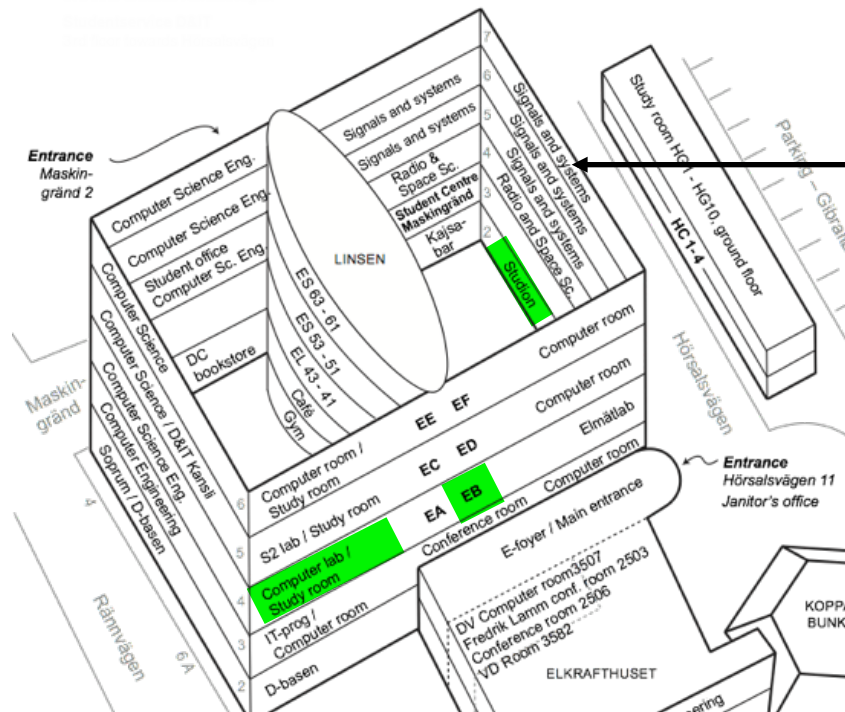 Entrance
Maskin-
gränd 2
Computer Science Eng.
Computer Science Eng.
Student office
Computer Sc. Eng.
DC
bookstore
LINSEN
ES 63 - 61
ES 53 - 51
EL 43 - 41
Café
Gym
Signals and systems
Signals and systems
Radio &
Space Sc.
Student Centre
Maskingränd
Kajsa-
bar
7
6
5
4
3
2
Signals and systems
Signals and systems
Signals and systems
Radio and Space Sc.
Studion
Study room HG1 - HG10, ground floor
HC 1- 4
Parking – Gibral
Hörsalsvägen
Maskin-
gränd
Computer Science
Computer Science / D&IT Kansli
Computer Science Eng.
Computer Engineering
Soprum / D-basen
4
Rännvägen
6 A
6
5
4
3
2
Computer room /
Study room
EE EF
Computer room
S2 lab / Study room
EC ED
Computer room
Computer lab /
Study room
EA EB
Elmätlab
IT-prog /
Computer room
Conference room
Computer room
D-basen
Entrance
Hörsalsvägen 11
Janitor's office
E-foyer / Main entrance
DV Computer room3507
Fredrik Lamm conf. room 2503
Conference room 2506
VD Room 3582
ELKRAFTHUSET
KOPPA
BUNK